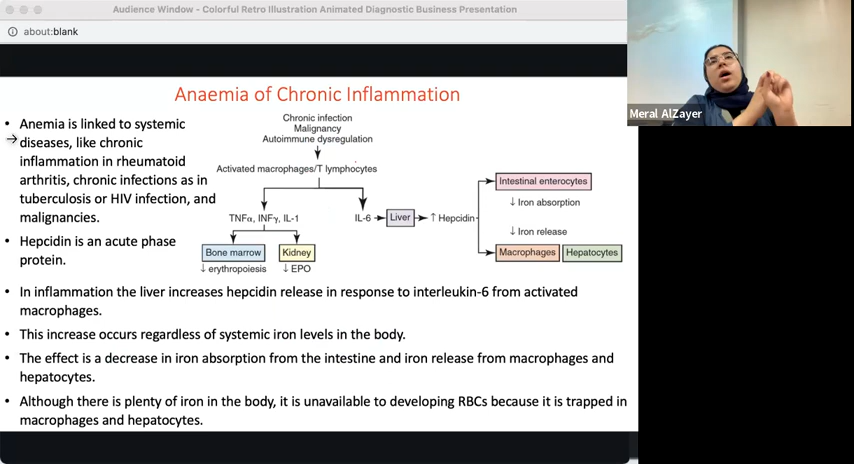 Audience Window - Colorful Retro Illustration Animated Diagnostic Business Presentation
about:blank
Meral AlZayer
Anaemia of Chronic Inflammation
• Anemia is linked to systemic
diseases, like chronic
inflammation in rheumatoid
arthritis, chronic infections as in
tuberculosis or HIV infection, and
malignancies.
• Hepcidin is an acute phase
protein.
Chronic infection
Malignancy
Autoimmune dysregulation
Activated macrophages/T lymphocytes
TNFα, INFγ, IL-1
IL-6
Liver
↑ Hepcidin
Bone marrow
Kidney
↓ erythropoiesis
↓ EPO
Intestinal enterocytes
↓ Iron absorption
↓ Iron release
Macrophages
Hepatocytes
• In inflammation the liver increases hepcidin release in response to interleukin-6 from activated
macrophages.
• This increase occurs regardless of systemic iron levels in the body.
• The effect is a decrease in iron absorption from the intestine and iron release from macrophages and
hepatocytes.
• Although there is plenty of iron in the body, it is unavailable to developing RBCs because it is trapped in
macrophages and hepatocytes.